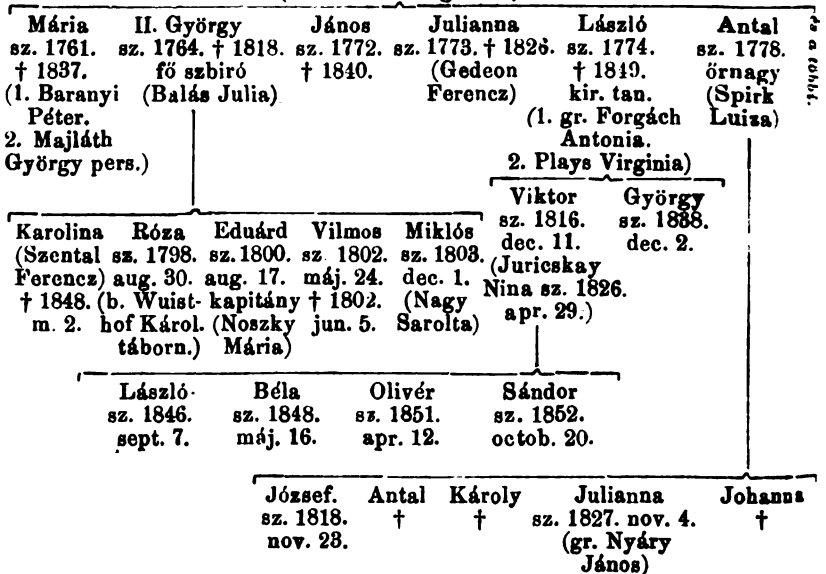 Mária
sz. 1761.
† 1837.
(1. Baranyi
Péter.
2. Majláth
György pers.)
II. György
sz. 1764. † 1818.
fő szbiró
(Balás Julia)
János
sz. 1772.
† 1840.
Julianna
sz. 1773. † 1826.
(Gedeon
Ferencz)
László
sz. 1774.
† 1849.
kir. tan.
(1. gr. Forgách
Antonia.
2. Plays Virginia)
Antal
sz. 1778.
őrnagy
(Spirk
Luiza)
és a többi.
Viktor
sz. 1816.
dec. 11.
(Juricskay
Nina sz. 1826.
apr. 29.)
György
sz. 1838.
dec. 2.
Karolina
(Szental
Ferencz)
† 1848.
m. 2.
Róza
sz. 1798.
aug. 30.
(b. Wuist-
hof Károl.
táborn.)
Eduárd
sz. 1800.
aug. 17.
kapitány
(Noszky
Mária)
Vilmos
sz 1802.
máj. 24.
† 1802.
jun. 5.
Miklós
sz. 1803.
dec. 1.
(Nagy
Sarolta)
László
sz. 1846.
sept. 7.
Béla
sz. 1848.
máj. 16.
Olivér
sz. 1851.
apr. 12.
Sándor
sz. 1852.
octob. 20.
József.
sz. 1818.
nov. 23.
Antal
†
Károly
†
Julianna
sz. 1827. nov. 4.
(gr. Nyáry
János)
Johanna
†